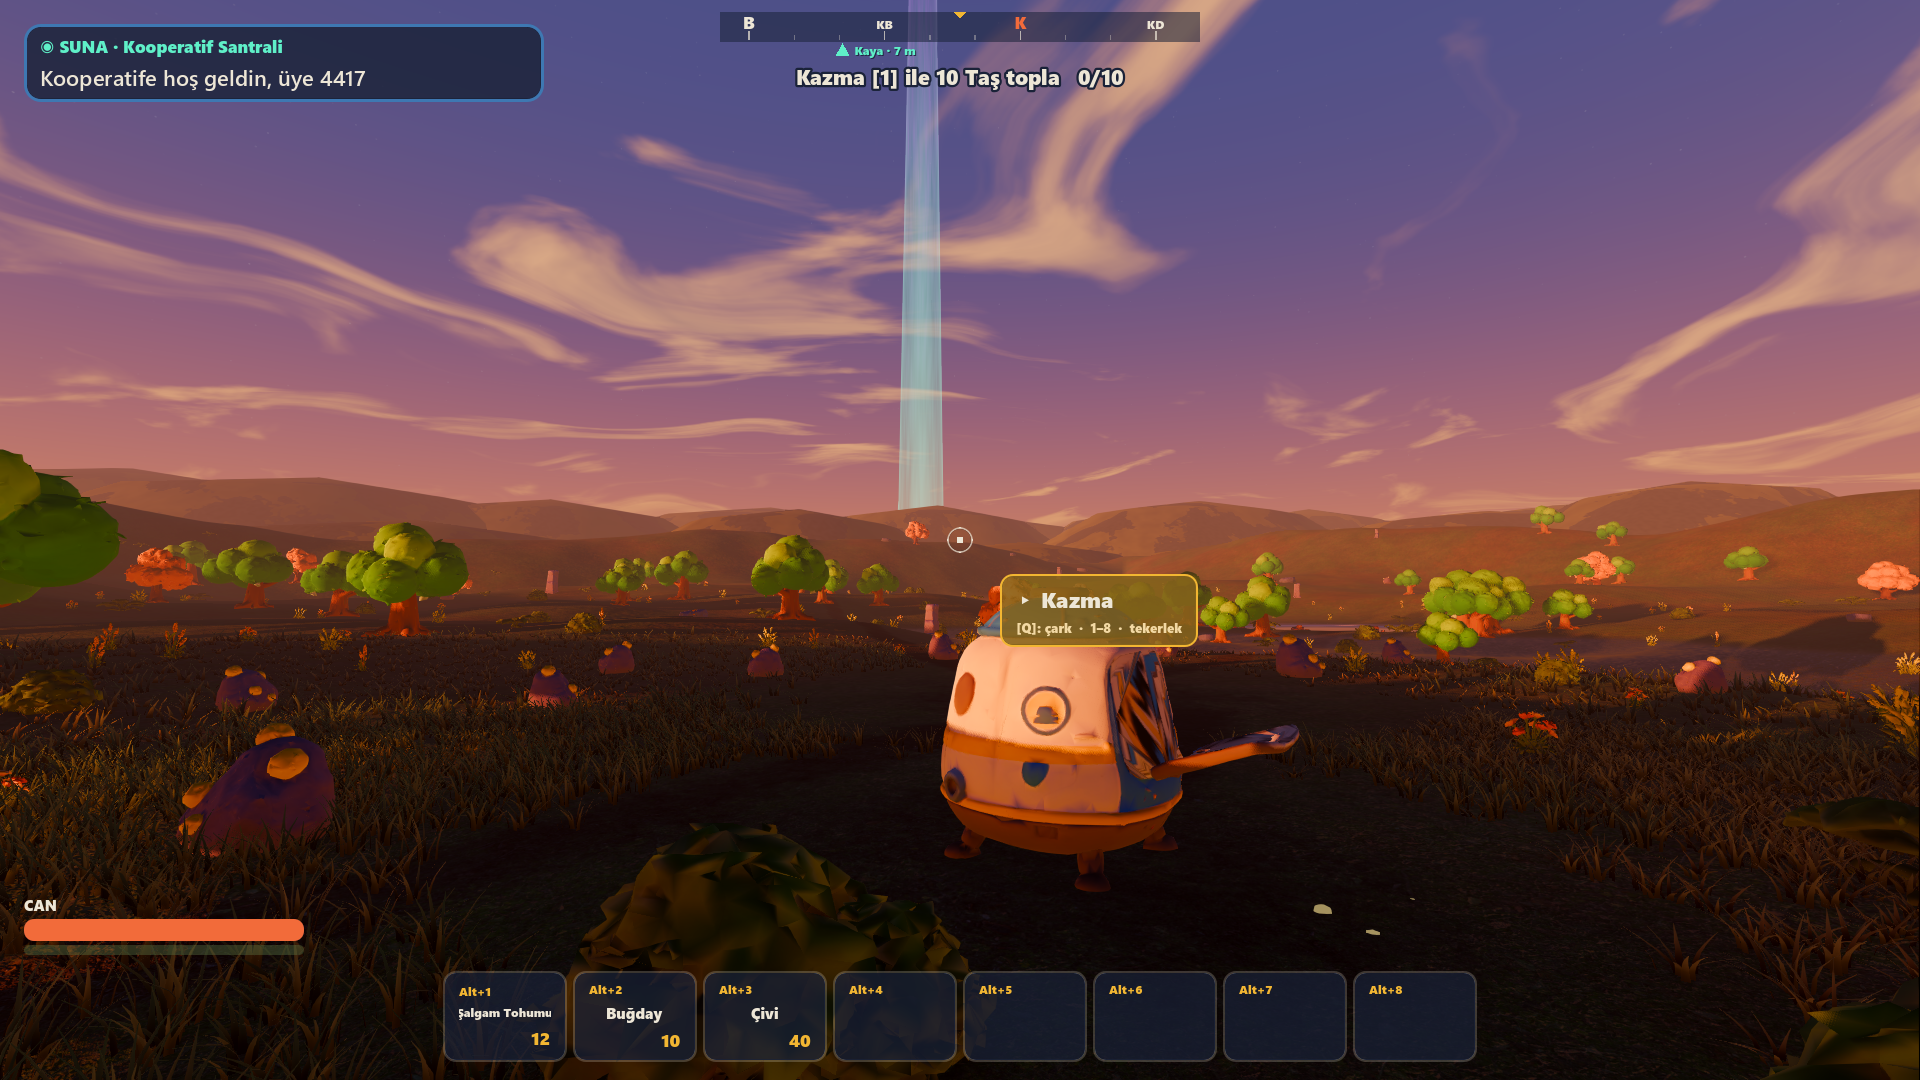 SUNA · Kooperatif Santrali
Kooperatife hoş geldin, üye 4417
B KB K KD
Kaya · 7 m
Kazma [1] ile 10 Taş topla 0/10
Kazma
[Q]: çark · 1–8 · tekerlek
CAN
Alt+1 Alt+2 Alt+3 Alt+4 Alt+5 Alt+6 Alt+7 Alt+8
Şalgam Tohumu Buğday Çivi
12 10 40